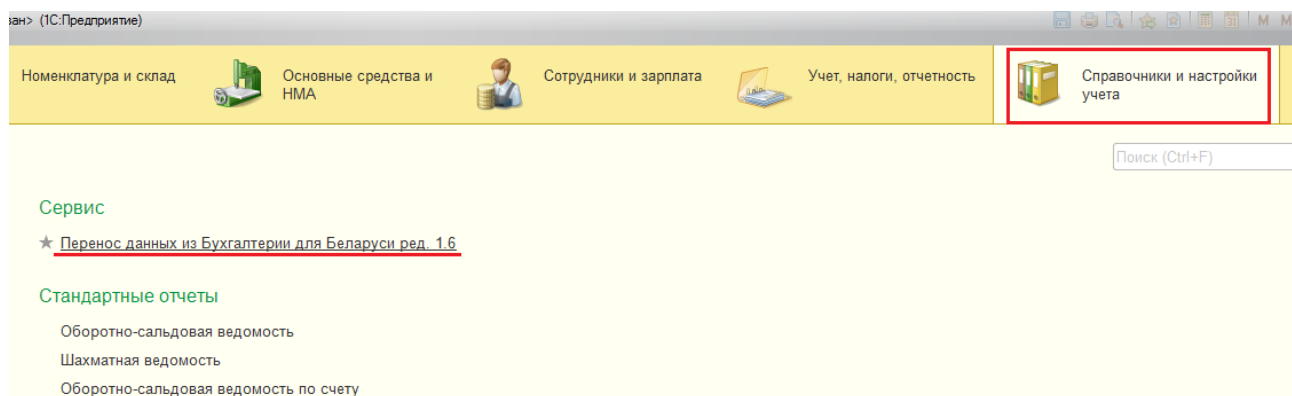 (1С:Предприятие)
M
Номенклатура и склад
Основные средства и
НМА
Сотрудники и зарплата
Учет, налоги, отчетность
Справочники и настройки
учета
Поиск (Ctrl+F)
Сервис
Перенос данных из Бухгалтерии для Беларуси ред. 1.6
Стандартные отчеты
Оборотно-сальдовая ведомость
Шахматная ведомость
Оборотно-сальдовая ведомость по счету